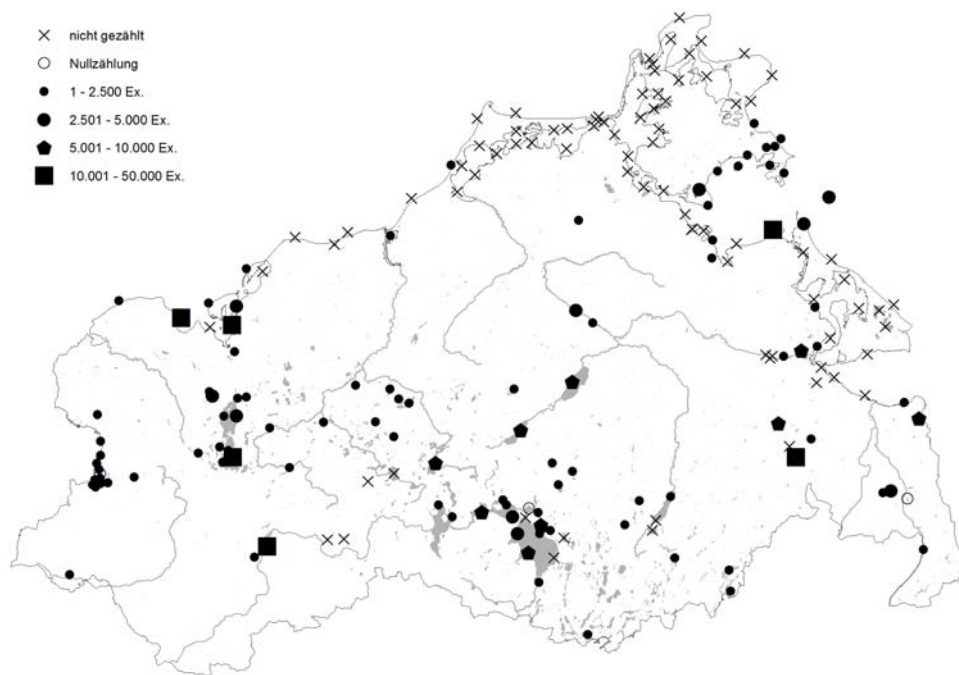 nicht gezählt
Nullzählung
1 - 2.500 Ex.
2.501 - 5.000 Ex.
5.001 - 10.000 Ex.
10.001 - 50.000 Ex.